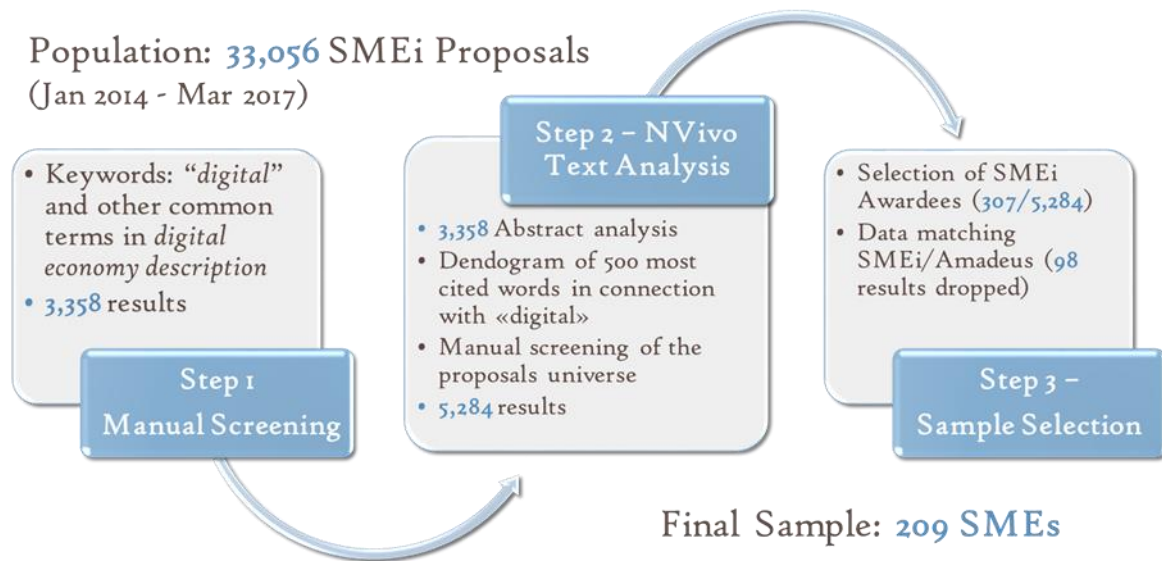 Population: 33,056 SMEi Proposals
(Jan 2014 - Mar 2017)
• Keywords: “digital”
and other common
terms in digital
economy description
• 3,358 results
Step 1
Manual Screening
Step 2 – NVivo
Text Analysis
• 3,358 Abstract analysis
• Dendogram of 500 most
cited words in connection
with «digital»
• Manual screening of the
proposals universe
• 5,284 results
• Selection of SMEi
Awardees (307/5,284)
• Data matching
SMEi/Amadeus (98
results dropped)
Step 3 –
Sample Selection
Final Sample: 209 SMEs